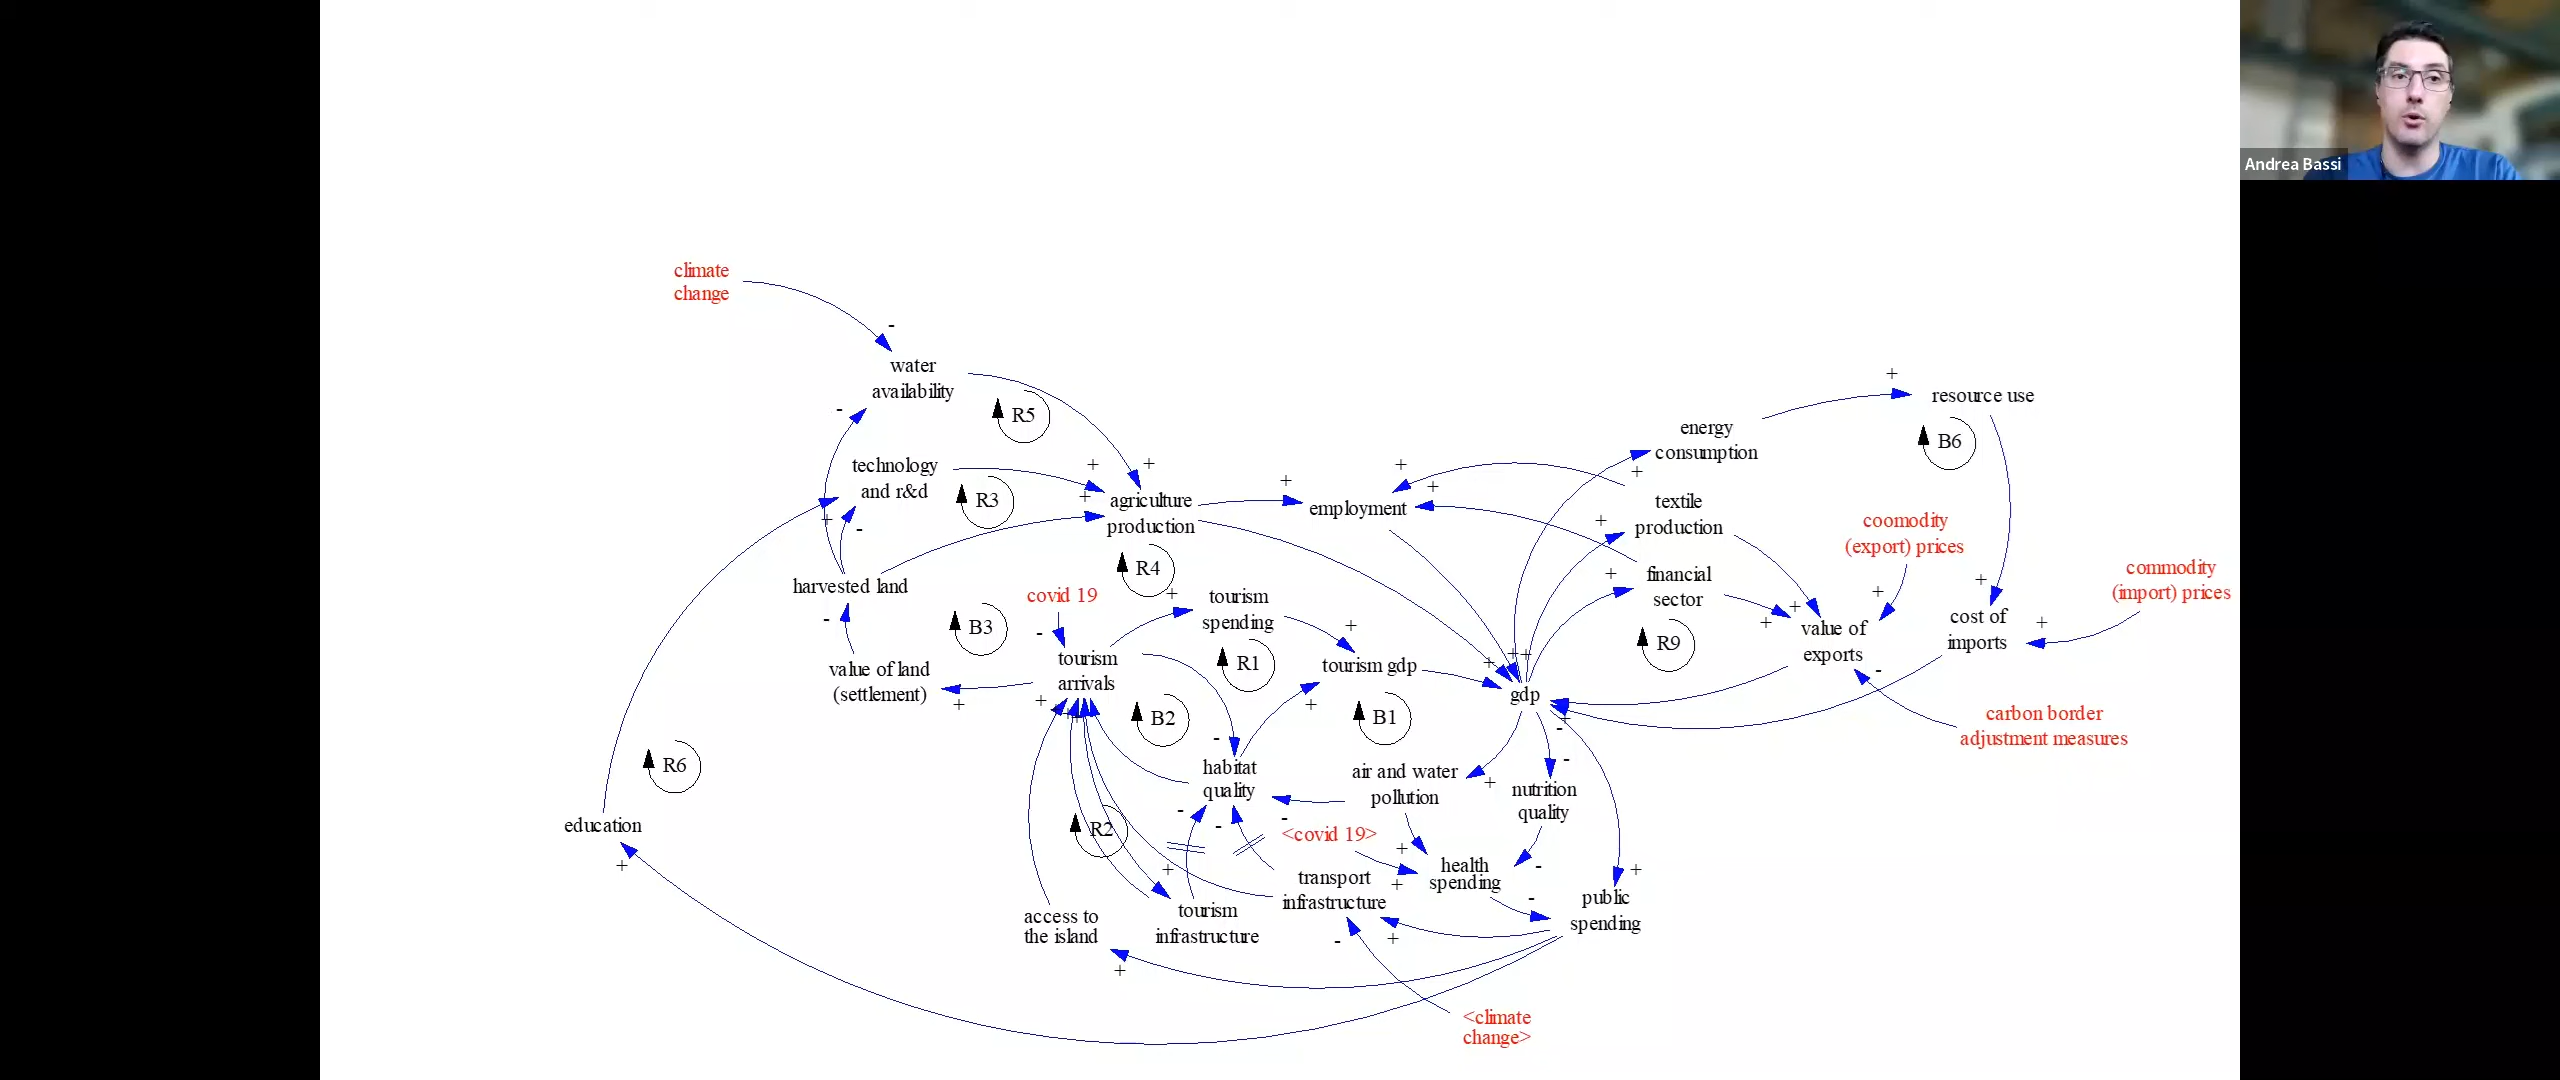 Andrea Bassi
climate
change
water
availability
R5
resource use
energy
consumption
B6
technology
and r&d
R3
agriculture
production
employment
textile
production
coomodity
(export) prices
R4
harvested land
covid 19
tourism
spending
financial
sector
commodity
(import) prices
B3
R1
R9
value of
exports
cost of
imports
value of land
(settlement)
tourism
arrivals
tourism gdp
gdp
B2
B1
carbon border
adjustment measures
R6
habitat
quality
air and water
pollution
nutrition
quality
education
R2
<covid 19>
health
spending
transport
infrastructure
public
spending
access to
the island
tourism
infrastructure
<climate
change>